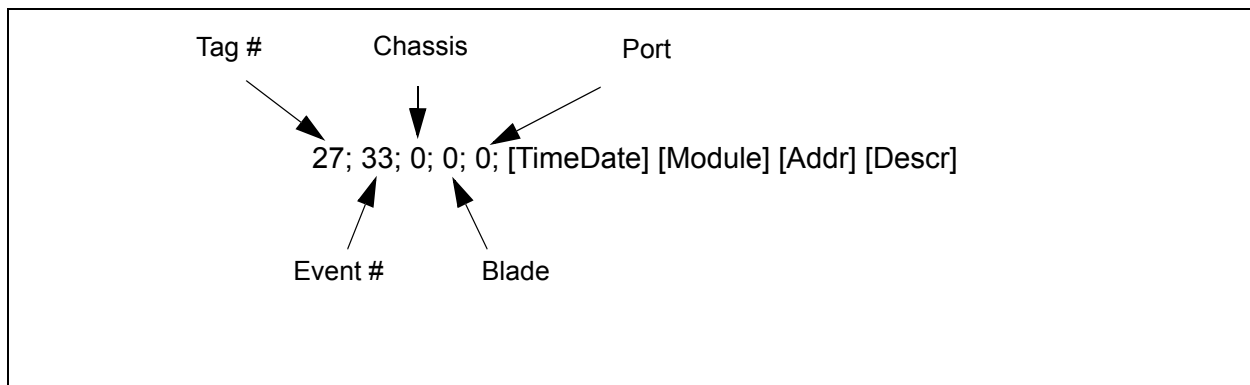 Tag # Chassis Port
27; 33; 0; 0; 0; [TimeDate] [Module] [Addr] [Descr]
Event # Blade